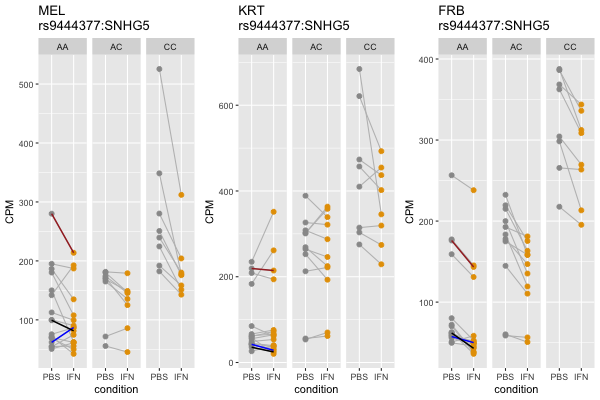 MEL
rs9444377:SNHG5
AA AC CC
500
400
300
200
100
CPM
PBS IFN PBS IFN PBS IFN
condition
KRT
rs9444377:SNHG5
AA AC CC
600
400
200
0
CPM
PBS IFN PBS IFN PBS IFN
condition
FRB
rs9444377:SNHG5
AA AC CC
400
300
200
100
CPM
PBS IFN PBS IFN PBS IFN
condition